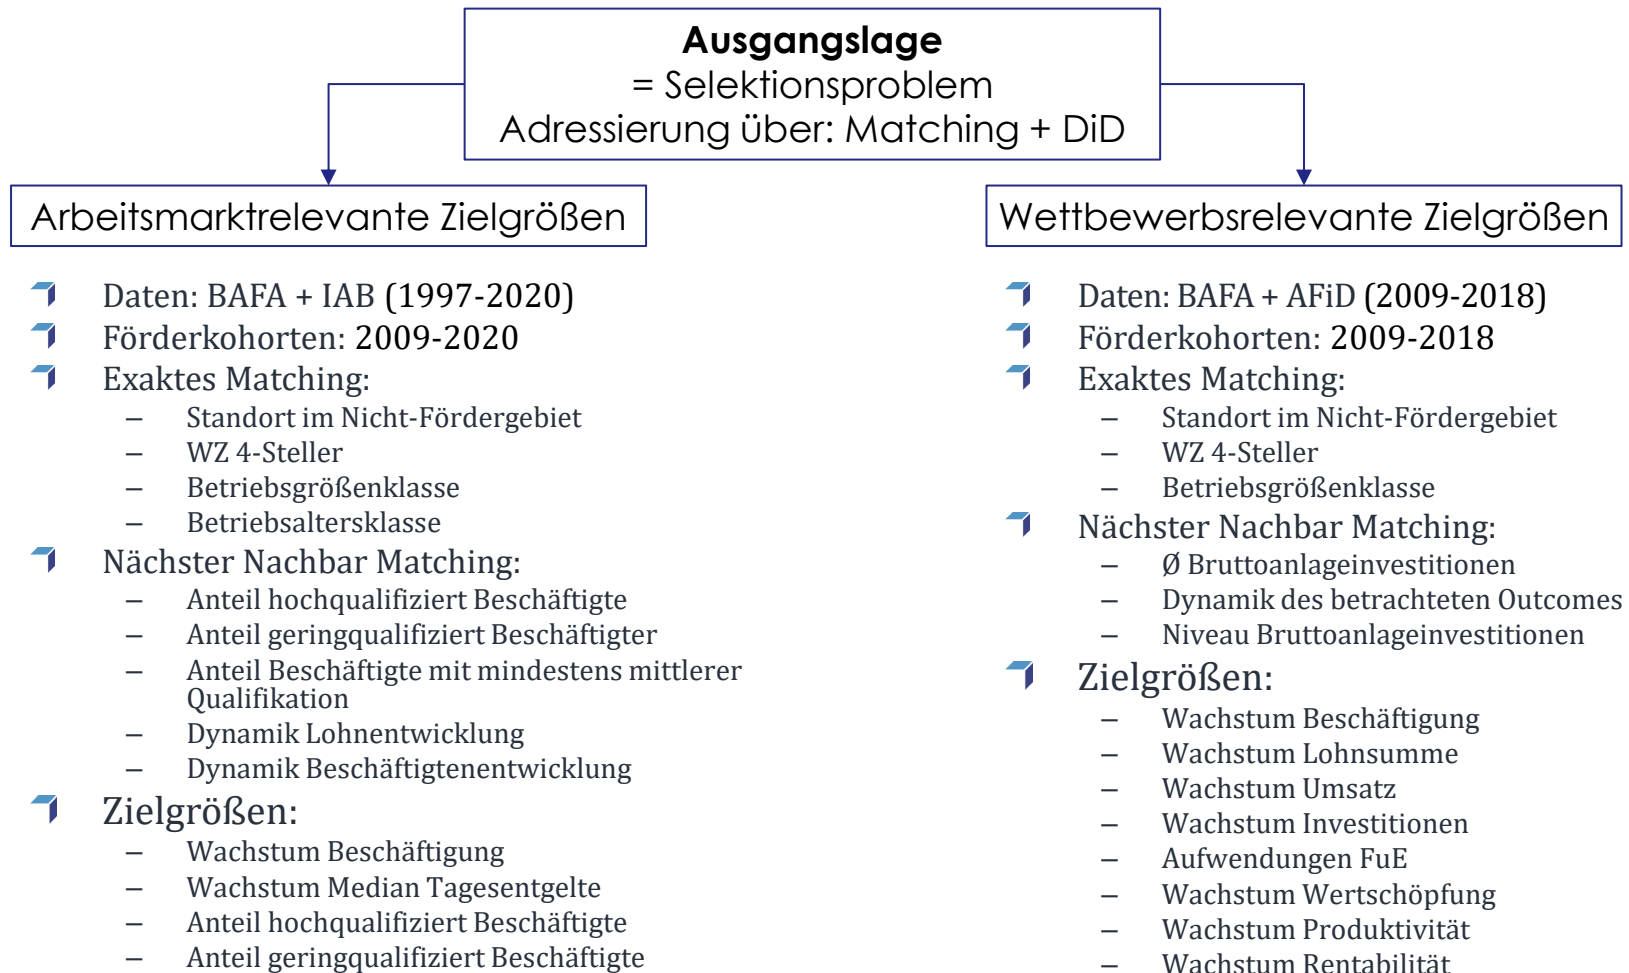 Ausgangslage
= Selektionsproblem
Adressierung über: Matching + DiD
Arbeitsmarktrelevante Zielgrößen
Daten: BAFA + IAB (1997-2020)
Förderkohorten: 2009-2020
Exaktes Matching:
– Standort im Nicht-Fördergebiet
– WZ 4-Steller
– Betriebsgrößenklasse
– Betriebsaltersklasse
Nächster Nachbar Matching:
– Anteil hochqualifiziert Beschäftigte
– Anteil geringqualifiziert Beschäftigter
– Anteil Beschäftigte mit mindestens mittlerer
Qualifikation
– Dynamik Lohnentwicklung
– Dynamik Beschäftigtenentwicklung
Zielgrößen:
– Wachstum Beschäftigung
– Wachstum Median Tagesentgelte
– Anteil hochqualifiziert Beschäftigte
– Anteil geringqualifiziert Beschäftigte
Wettbewerbsrelevante Zielgrößen
Daten: BAFA + AFiD (2009-2018)
Förderkohorten: 2009-2018
Exaktes Matching:
– Standort im Nicht-Fördergebiet
– WZ 4-Steller
– Betriebsgrößenklasse
Nächster Nachbar Matching:
– Ø Bruttoanlageinvestitionen
– Dynamik des betrachteten Outcomes
– Niveau Bruttoanlageinvestitionen
Zielgrößen:
– Wachstum Beschäftigung
– Wachstum Lohnsumme
– Wachstum Umsatz
– Wachstum Investitionen
– Aufwendungen FuE
– Wachstum Wertschöpfung
– Wachstum Produktivität
– Wachstum Rentabilität